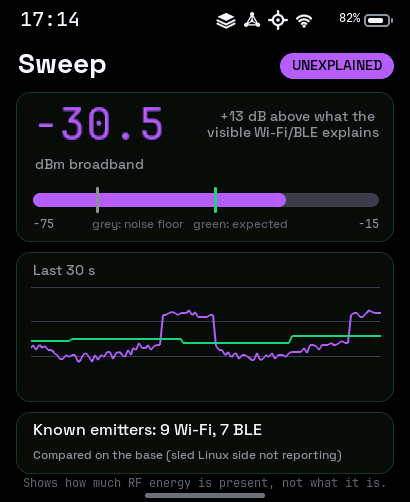 17:14
82%
Sweep
UNEXPLAINED
-30.5
+13 dB above what the
visible Wi-Fi/BLE explains
dBm broadband
-75
grey: noise floor
green: expected
-15
Last 30 s
Known emitters: 9 Wi-Fi, 7 BLE
Compared on the base (sled Linux side not reporting)
Shows how much RF energy is present, not what it is.